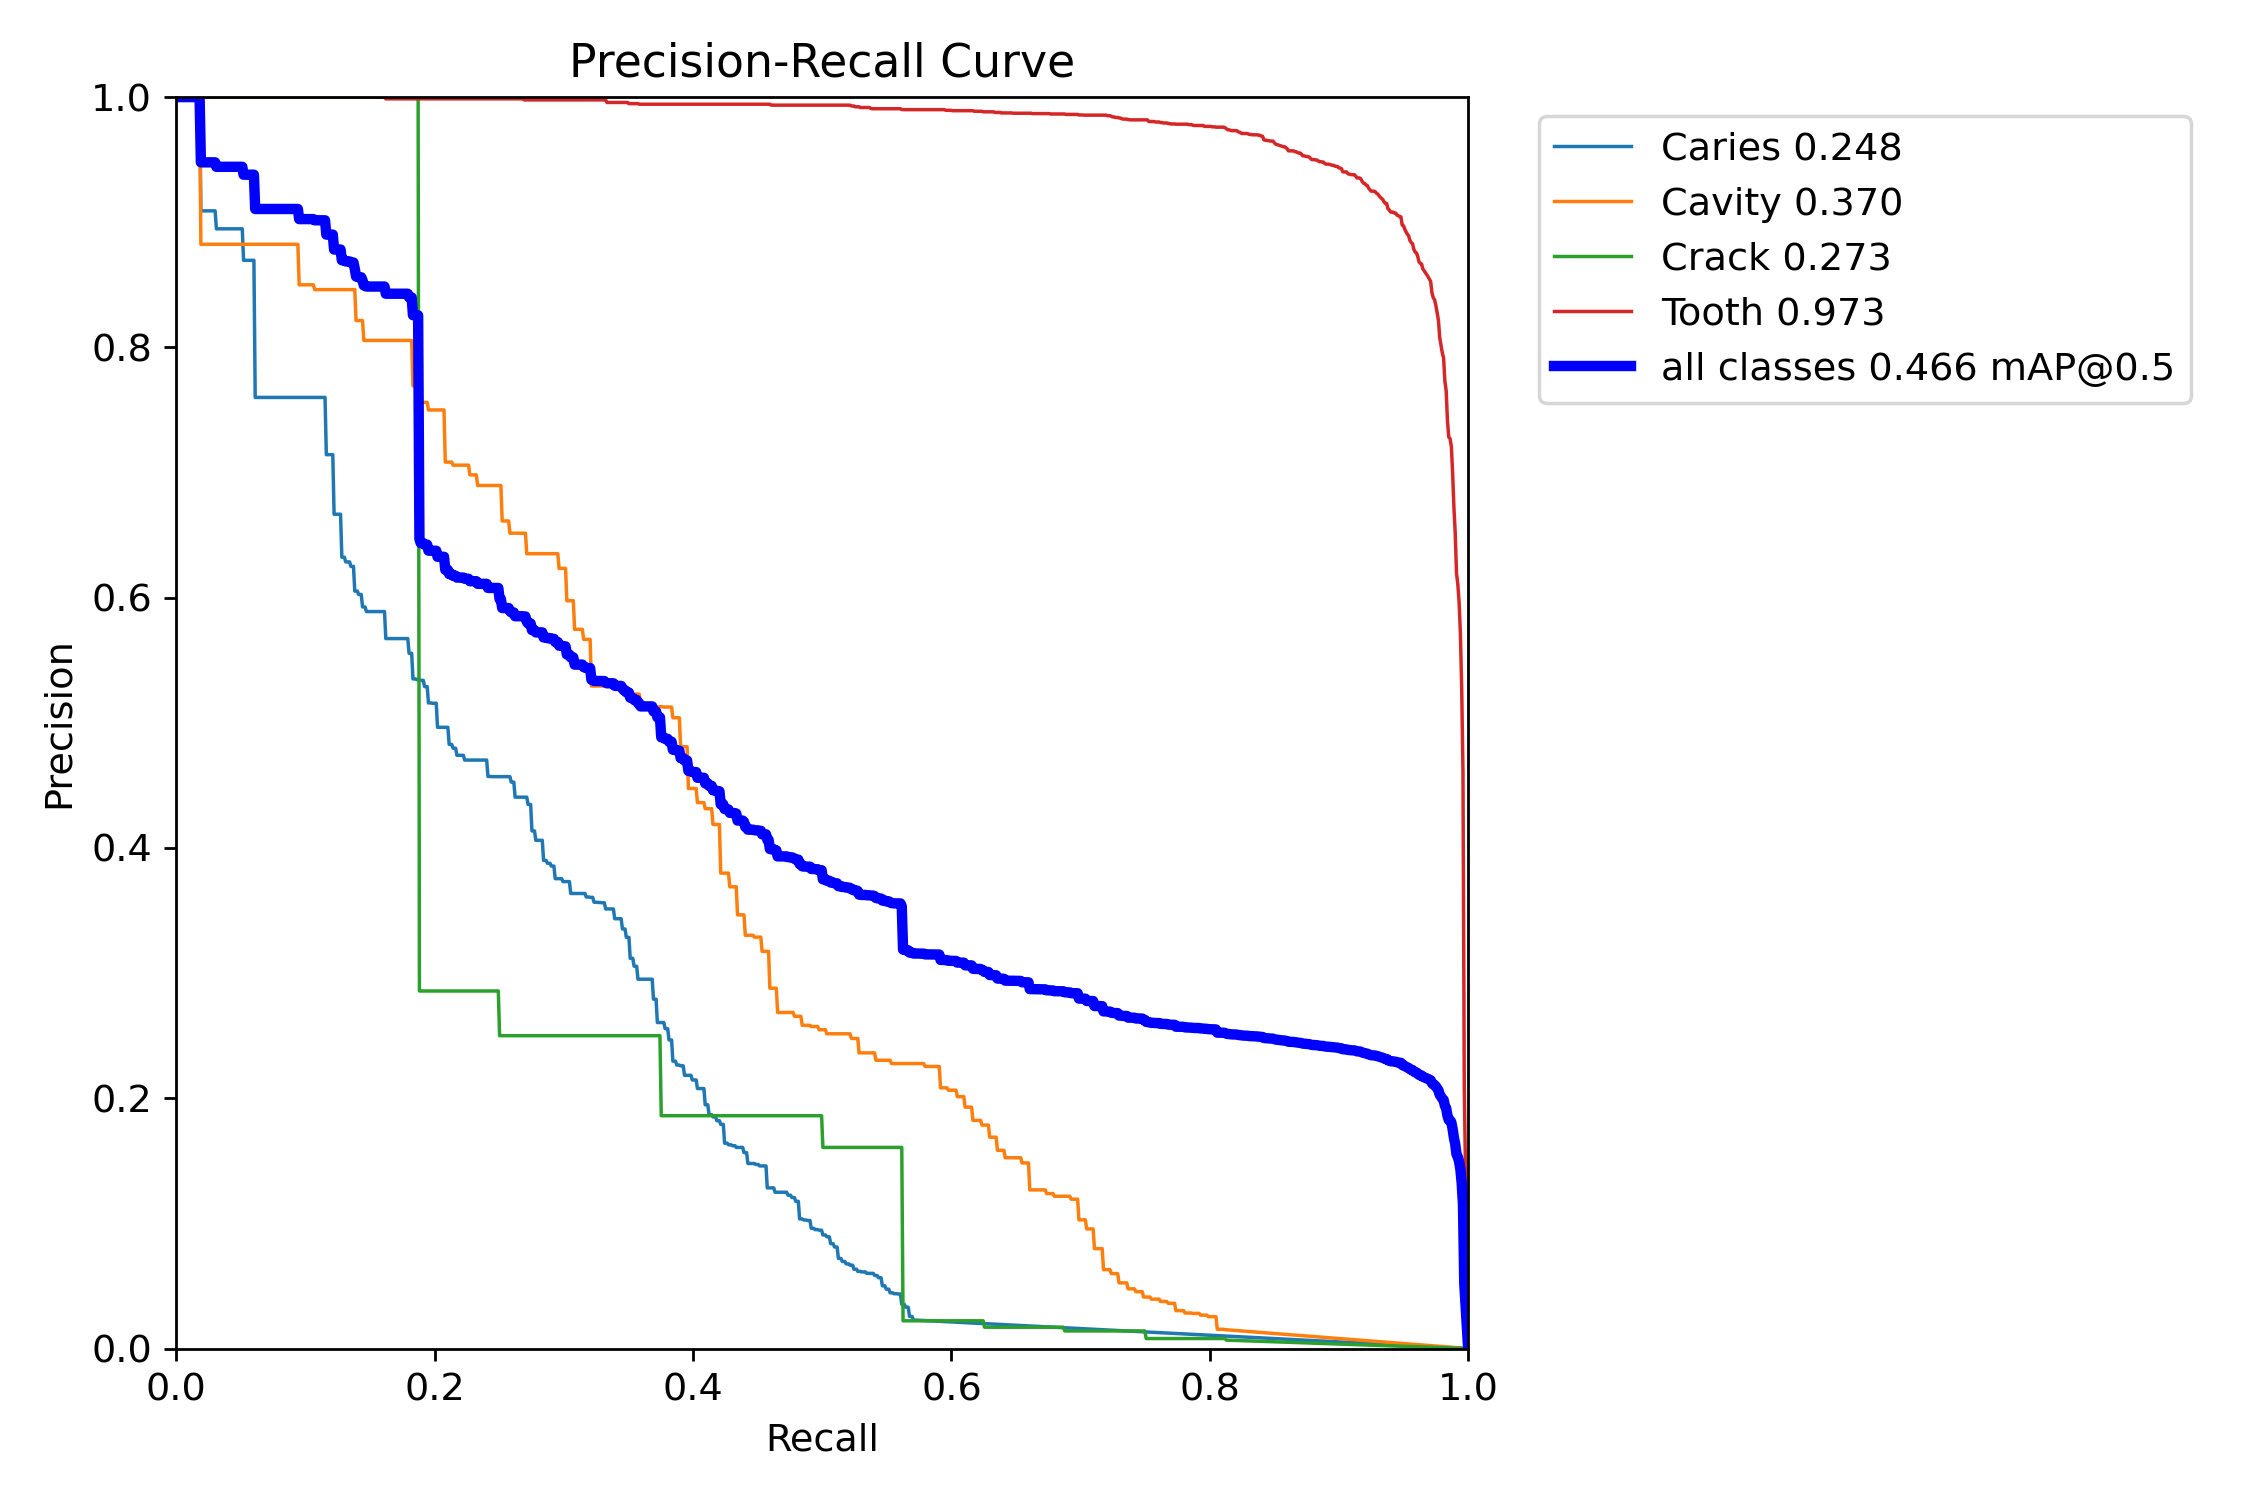 Precision-Recall Curve
1.0
0.8
0.6
0.4
0.2
0.0
Precision
0.0 0.2 0.4 0.6 0.8 1.0
Recall
Caries 0.248
Cavity 0.370
Crack 0.273
Tooth 0.973
all classes 0.466 mAP@0.5